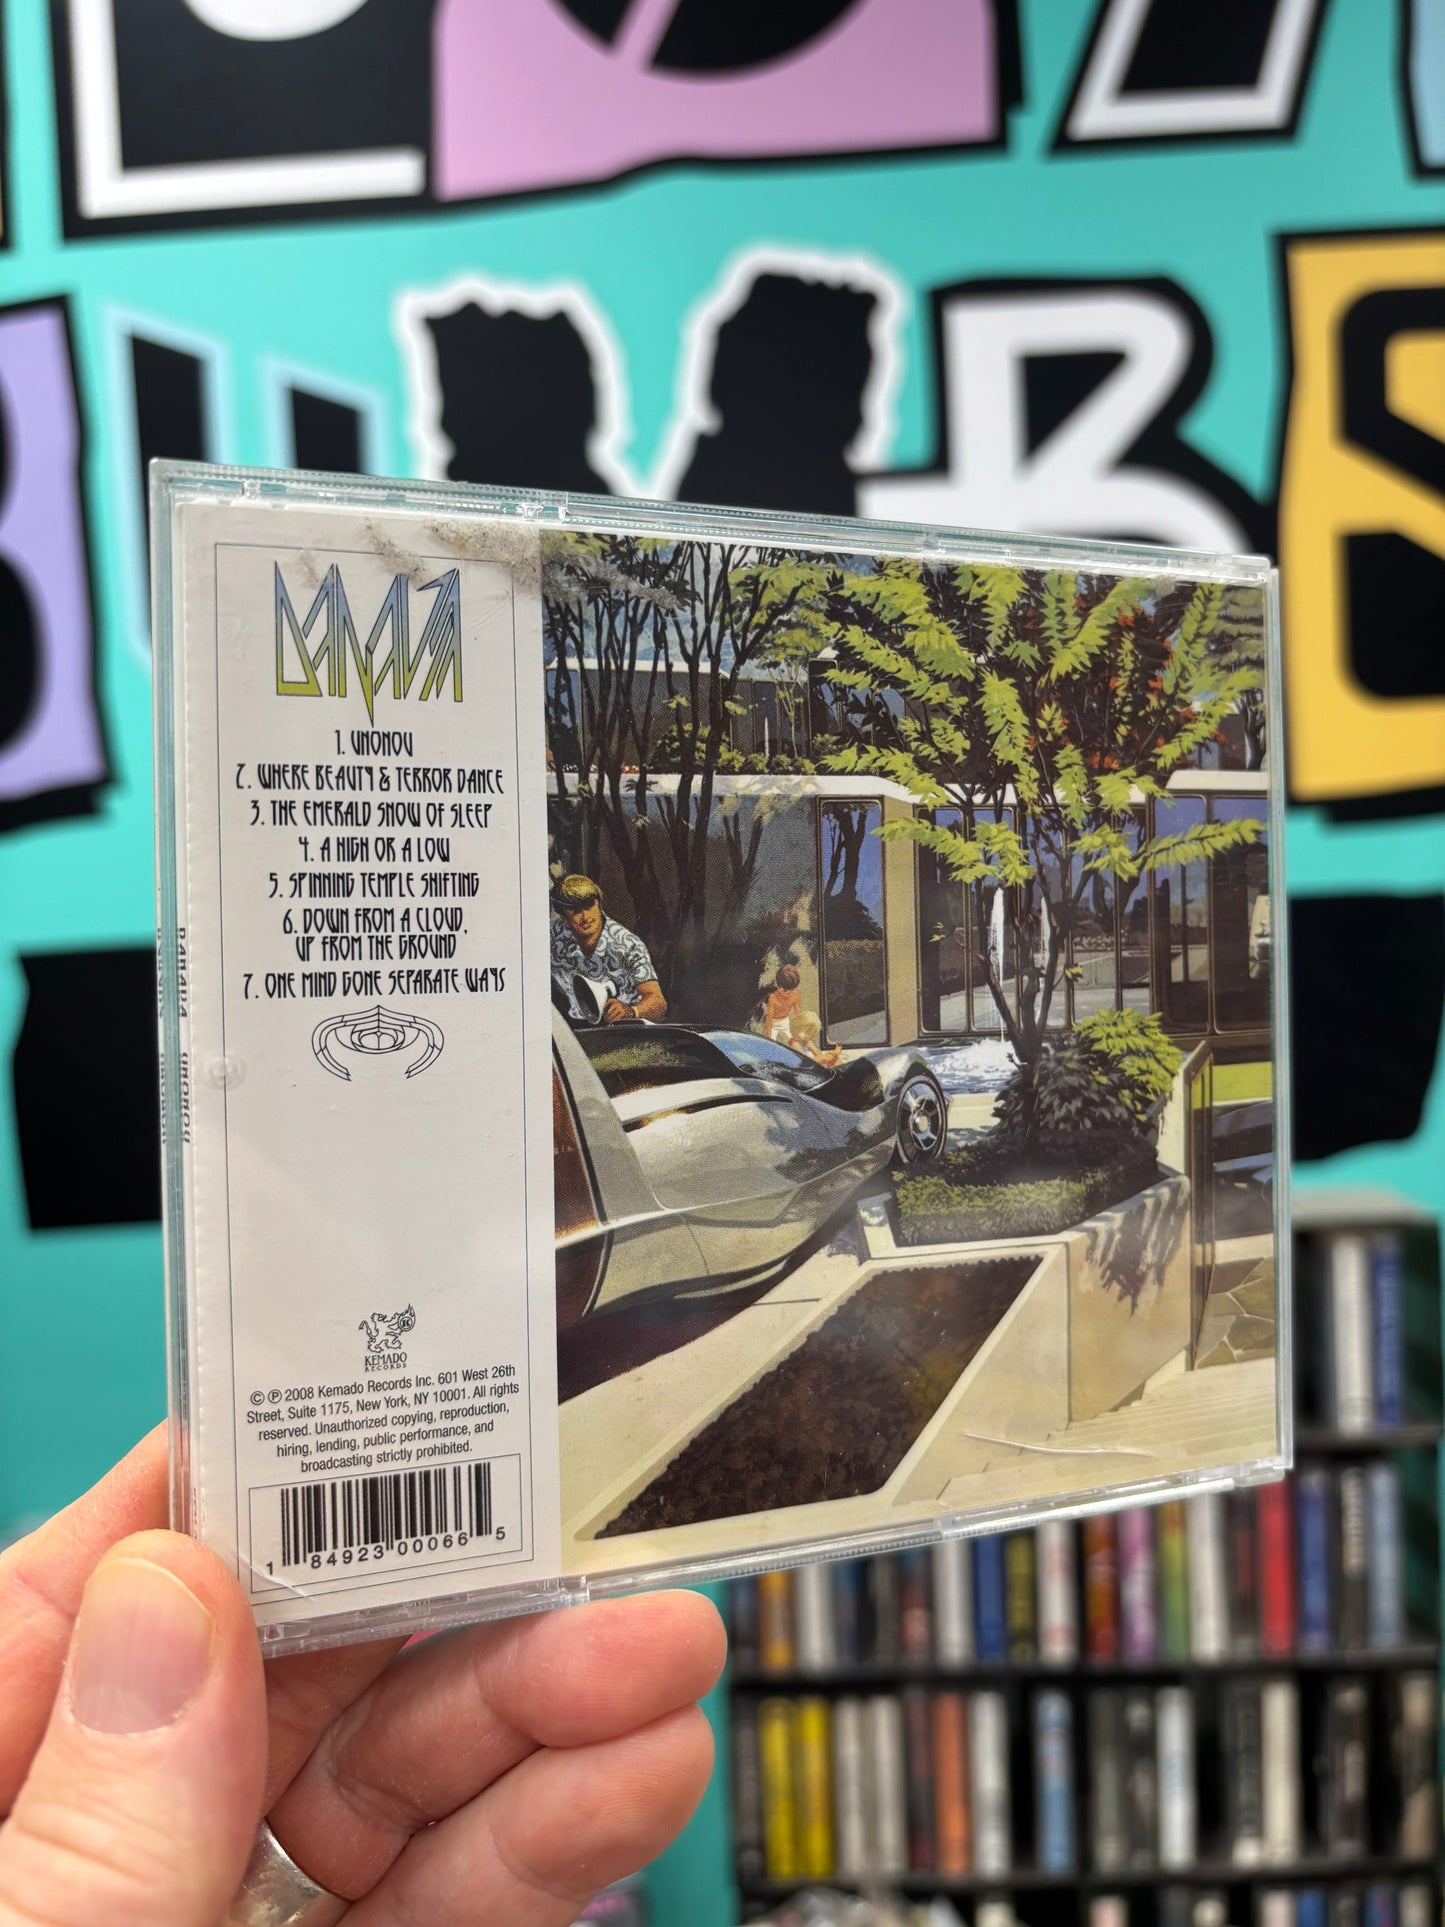 DAVAVA
1. UNONOU
2. WHERE BEAUTY & TERROR DANCE
3. THE EMERALD SNOW OF SLEEP
4. A HIGH OR A LOW
5. SPINNING TEMPLE SHIFTING
6. DOWN FROM A CLOUD,
UP FROM THE GROUND
7. ONE MIND GONE SEPARATE WAYS
K
KEMADO
RECORDS
© ℗ 2008 Kemado Records Inc. 601 West 26th
Street, Suite 1175, New York, NY 10001. All rights
reserved. Unauthorized copying, reproduction,
hiring, lending, public performance, and
broadcasting strictly prohibited.
1 84923 00066 5